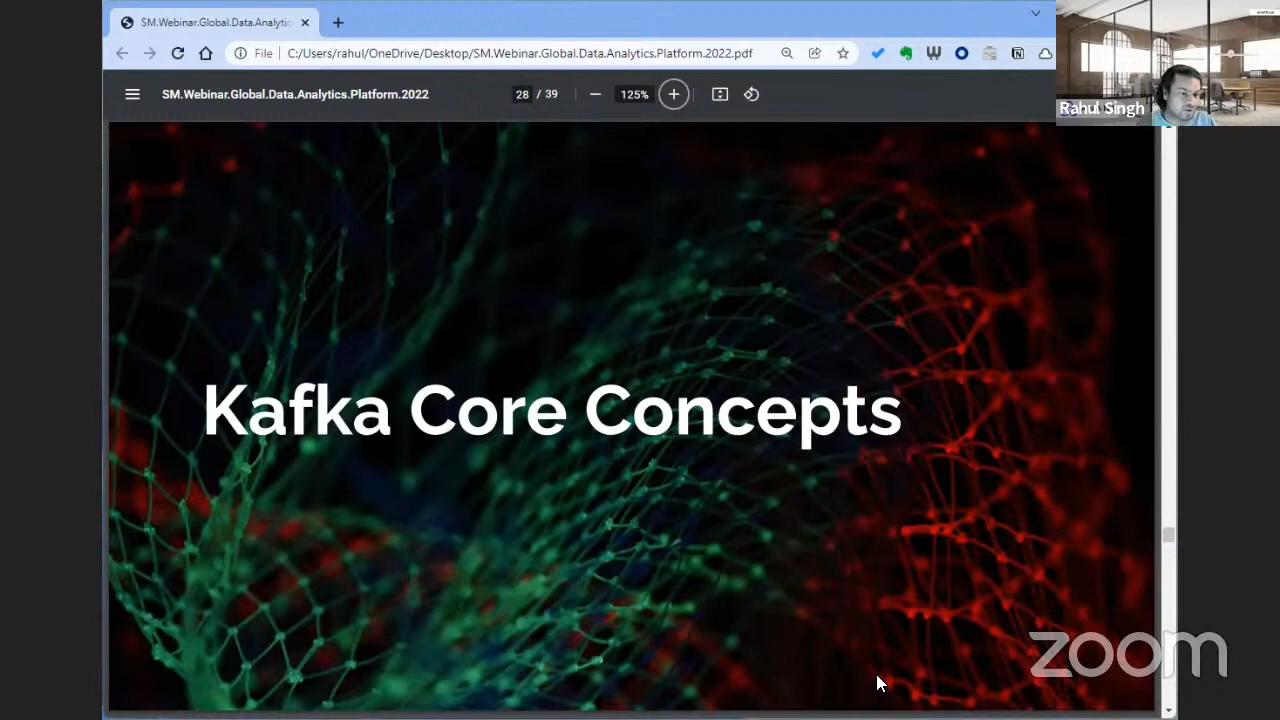 SM.Webinar.Global.Data.Analytic
File
C:/Users/rahul/OneDrive/Desktop/SM.Webinar.Global.Data.Analytics.Platform.2022.pdf
SM.Webinar.Global.Data.Analytics.Platform.2022
28 / 39
125%
Rahul Singh
Kafka Core Concepts
zoom